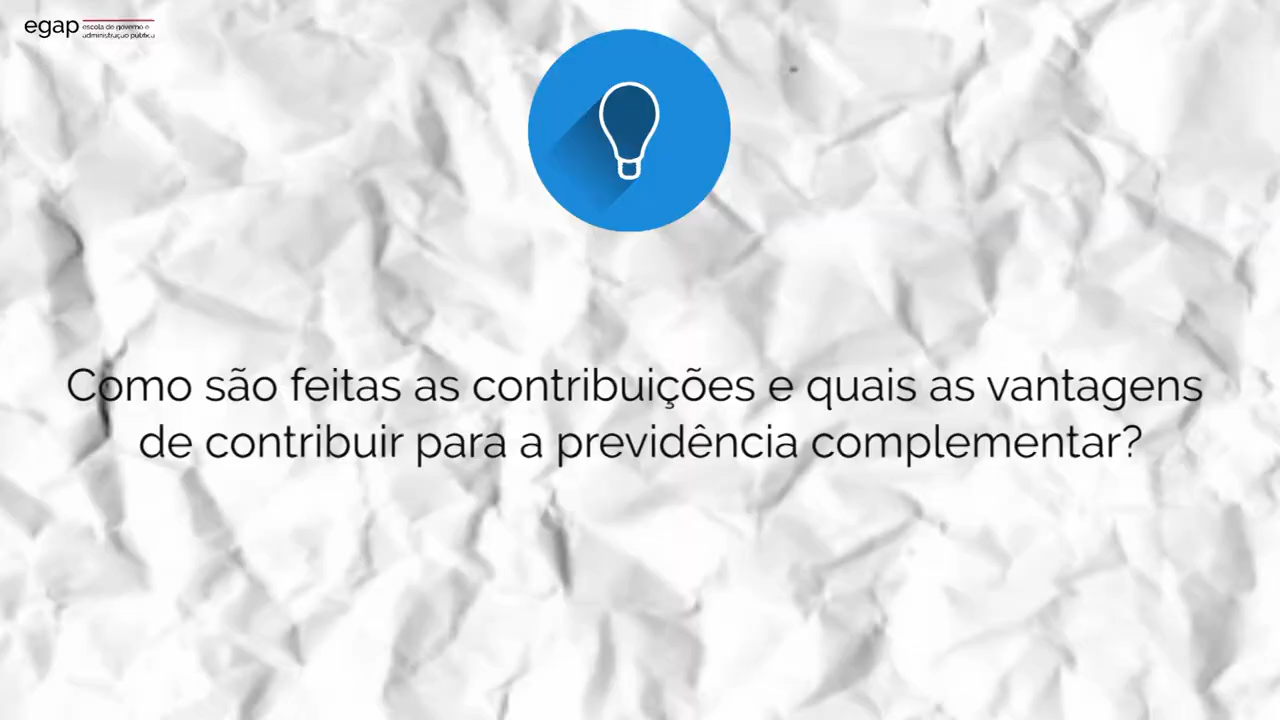 egap escola de governo e
administração pública
Como são feitas as contribuições e quais as vantagens
de contribuir para a previdência complementar?